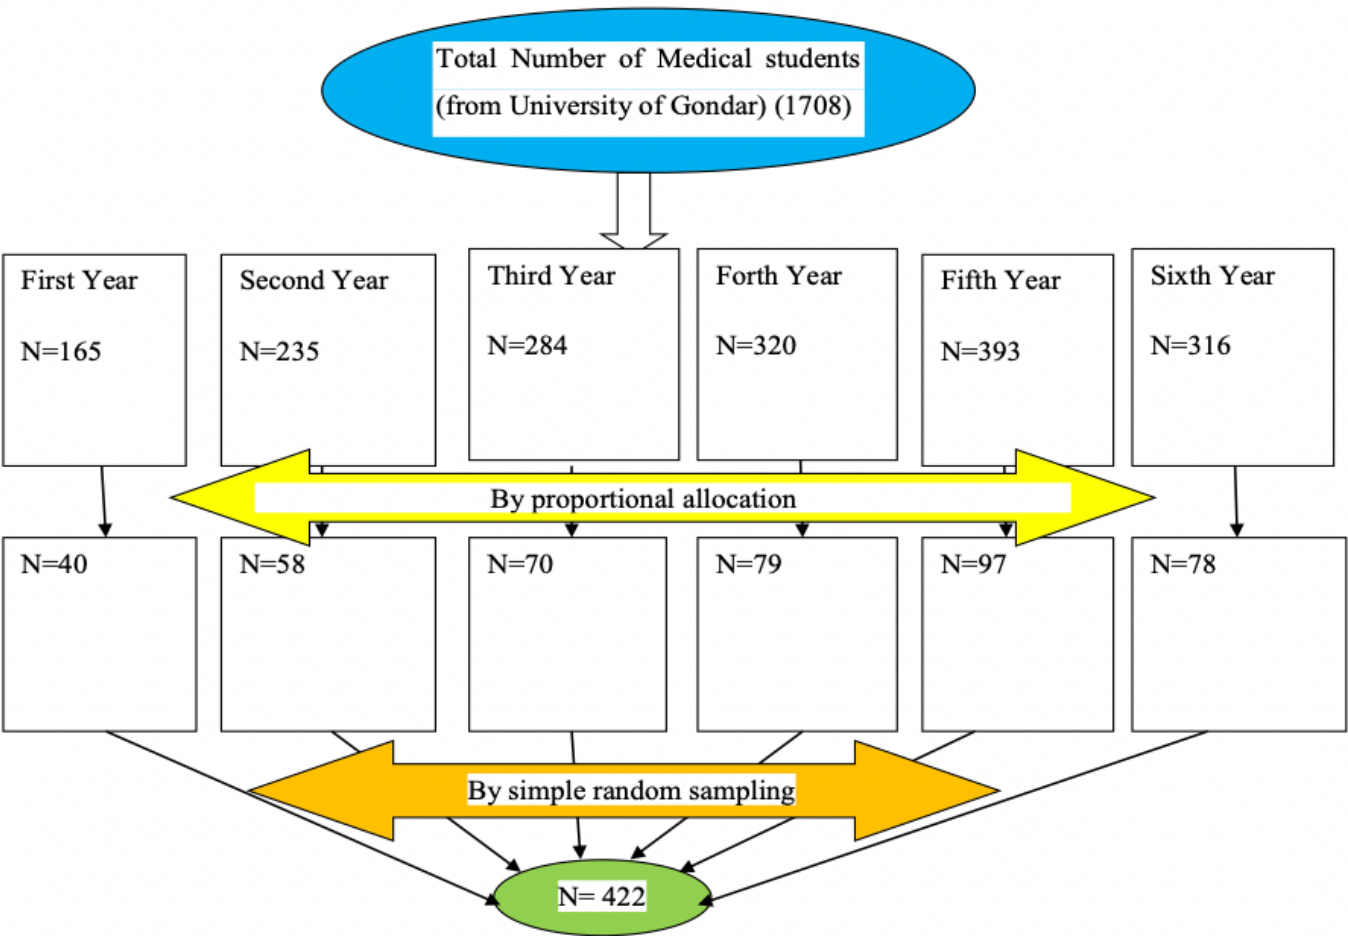 Total Number of Medical students
(from University of Gondar) (1708)
First Year
N=165
Second Year
N=235
Third Year
N=284
Forth Year
N=320
Fifth Year
N=393
Sixth Year
N=316
By proportional allocation
N=40
N=58
N=70
N=79
N=97
N=78
By simple random sampling
N= 422